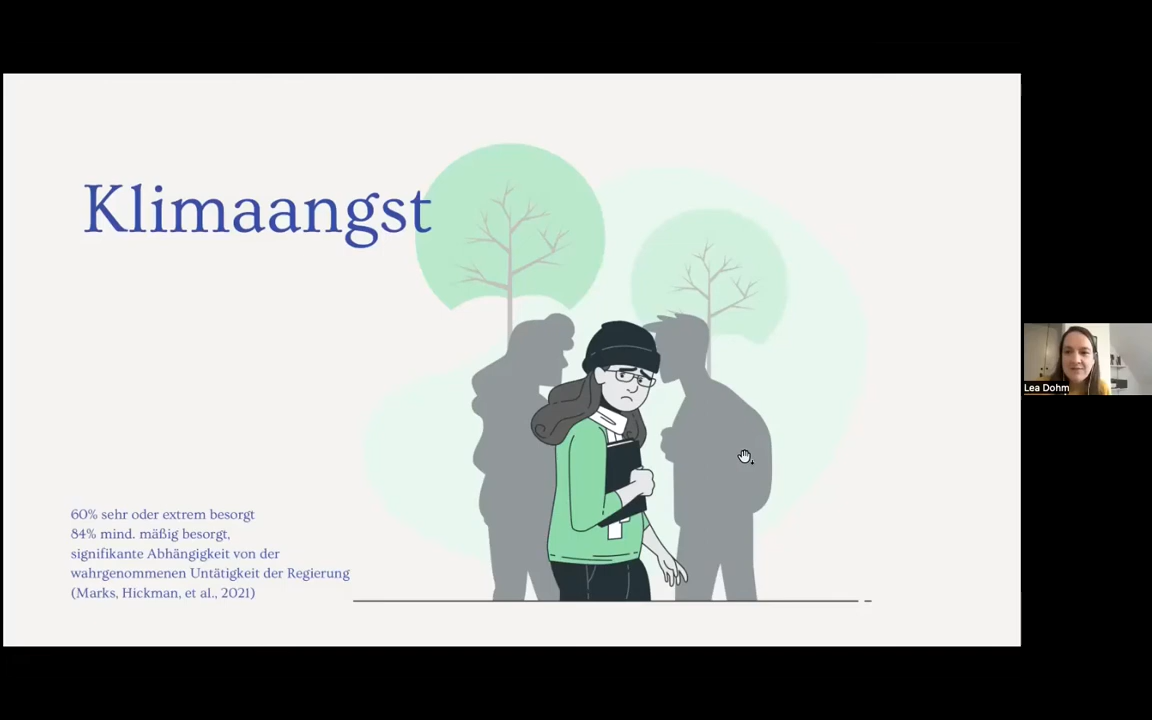 Klimaangst
60% sehr oder extrem besorgt
84% mind. mäßig besorgt,
signifikante Abhängigkeit von der
wahrgenommenen Untätigkeit der Regierung
(Marks, Hickman, et al., 2021)
Lea Dohm